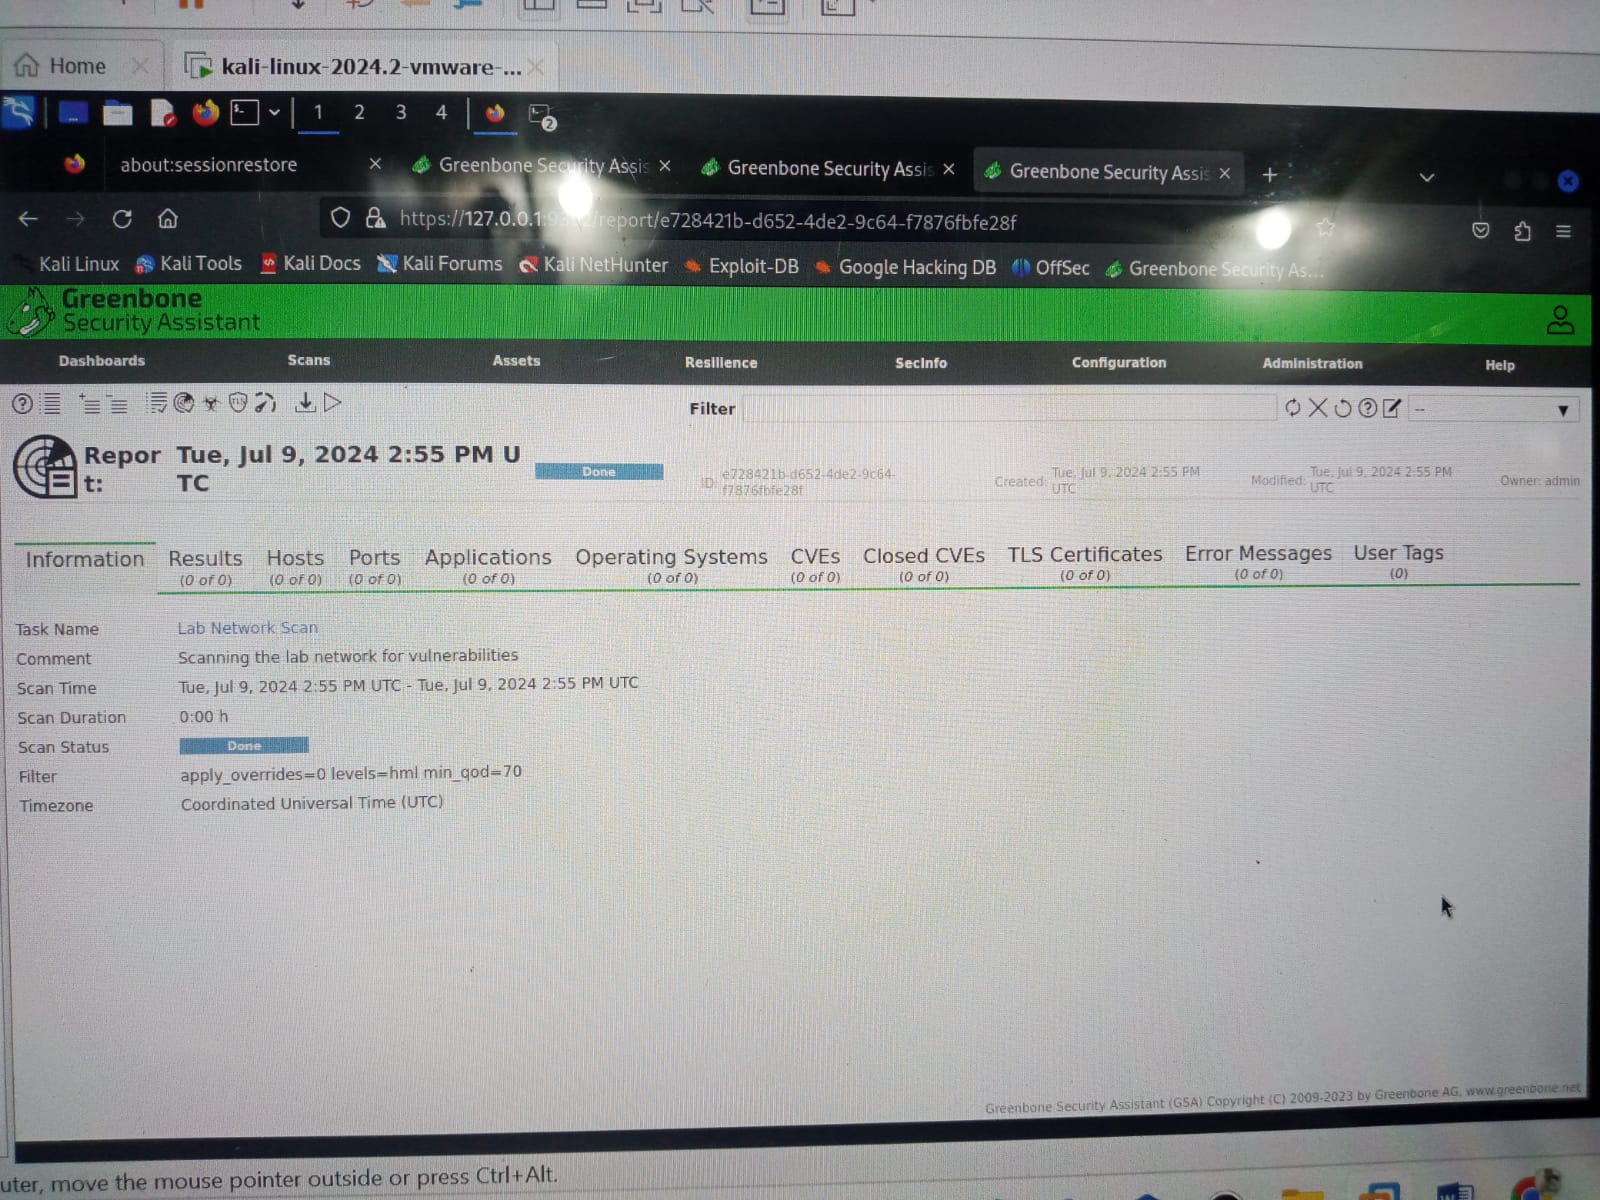 Home
kali-linux-2024.2-vmware-...
1 2 3 4
2
about:sessionrestore
Greenbone Security Assis
Greenbone Security Assis
Greenbone Security Assis
https://127.0.0.1:9 /report/e728421b-d652-4de2-9c64-f7876fbfe28f
Kali Linux Kali Tools Kali Docs Kali Forums Kali NetHunter Exploit-DB Google Hacking DB OffSec Greenbone Security As...
Greenbone
Security Assistant
Dashboards Scans Assets Resilience SecInfo Configuration Administration Help
Filter
--
Repor
t:
Tue, Jul 9, 2024 2:55 PM U
TC
Done
ID: e728421b-d652-4de2-9c64-
f7876fbfe28f
Created: Tue, Jul 9, 2024 2:55 PM
UTC
Modified: Tue, Jul 9, 2024 2:55 PM
UTC
Owner: admin
Information
Results
(0 of 0)
Hosts
(0 of 0)
Ports
(0 of 0)
Applications
(0 of 0)
Operating Systems
(0 of 0)
CVEs
(0 of 0)
Closed CVEs
(0 of 0)
TLS Certificates
(0 of 0)
Error Messages
(0 of 0)
User Tags
(0)
Task Name Lab Network Scan
Comment Scanning the lab network for vulnerabilities
Scan Time Tue, Jul 9, 2024 2:55 PM UTC - Tue, Jul 9, 2024 2:55 PM UTC
Scan Duration 0:00 h
Scan Status Done
Filter apply_overrides=0 levels=hml min_qod=70
Timezone Coordinated Universal Time (UTC)
Greenbone Security Assistant (GSA) Copyright (C) 2009-2023 by Greenbone AG, www.greenbone.net
uter, move the mouse pointer outside or press Ctrl+Alt.